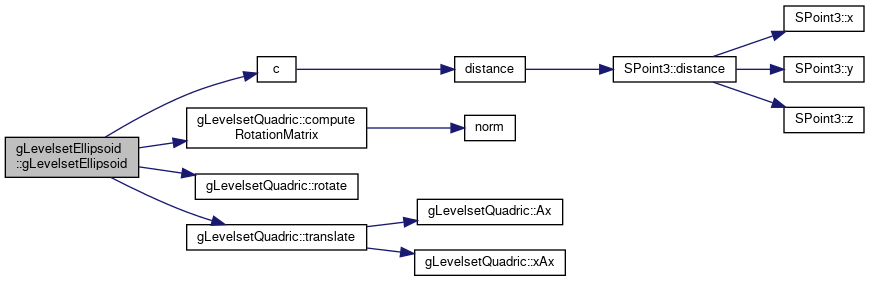 gLevelsetEllipsoid
::gLevelsetEllipsoid
c
distance
SPoint3::distance
SPoint3::x
SPoint3::y
SPoint3::z
gLevelsetQuadric::compute
RotationMatrix
norm
gLevelsetQuadric::rotate
gLevelsetQuadric::translate
gLevelsetQuadric::Ax
gLevelsetQuadric::xAx